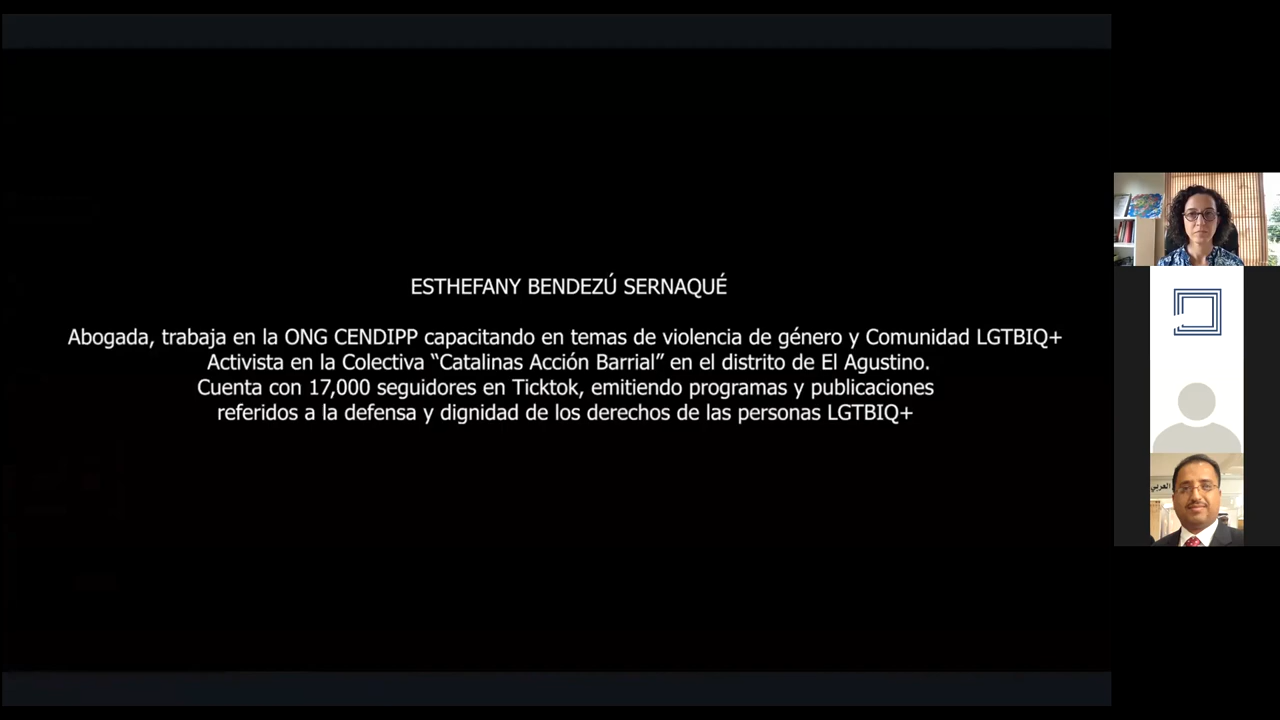 ESTHEFANY BENDEZÚ SERNAQUÉ
Abogada, trabaja en la ONG CENDIPP capacitando en temas de violencia de género y Comunidad LGTBIQ+
Activista en la Colectiva “Catalinas Acción Barrial” en el distrito de El Agustino.
Cuenta con 17,000 seguidores en Ticktok, emitiendo programas y publicaciones
referidos a la defensa y dignidad de los derechos de las personas LGTBIQ+
العربي